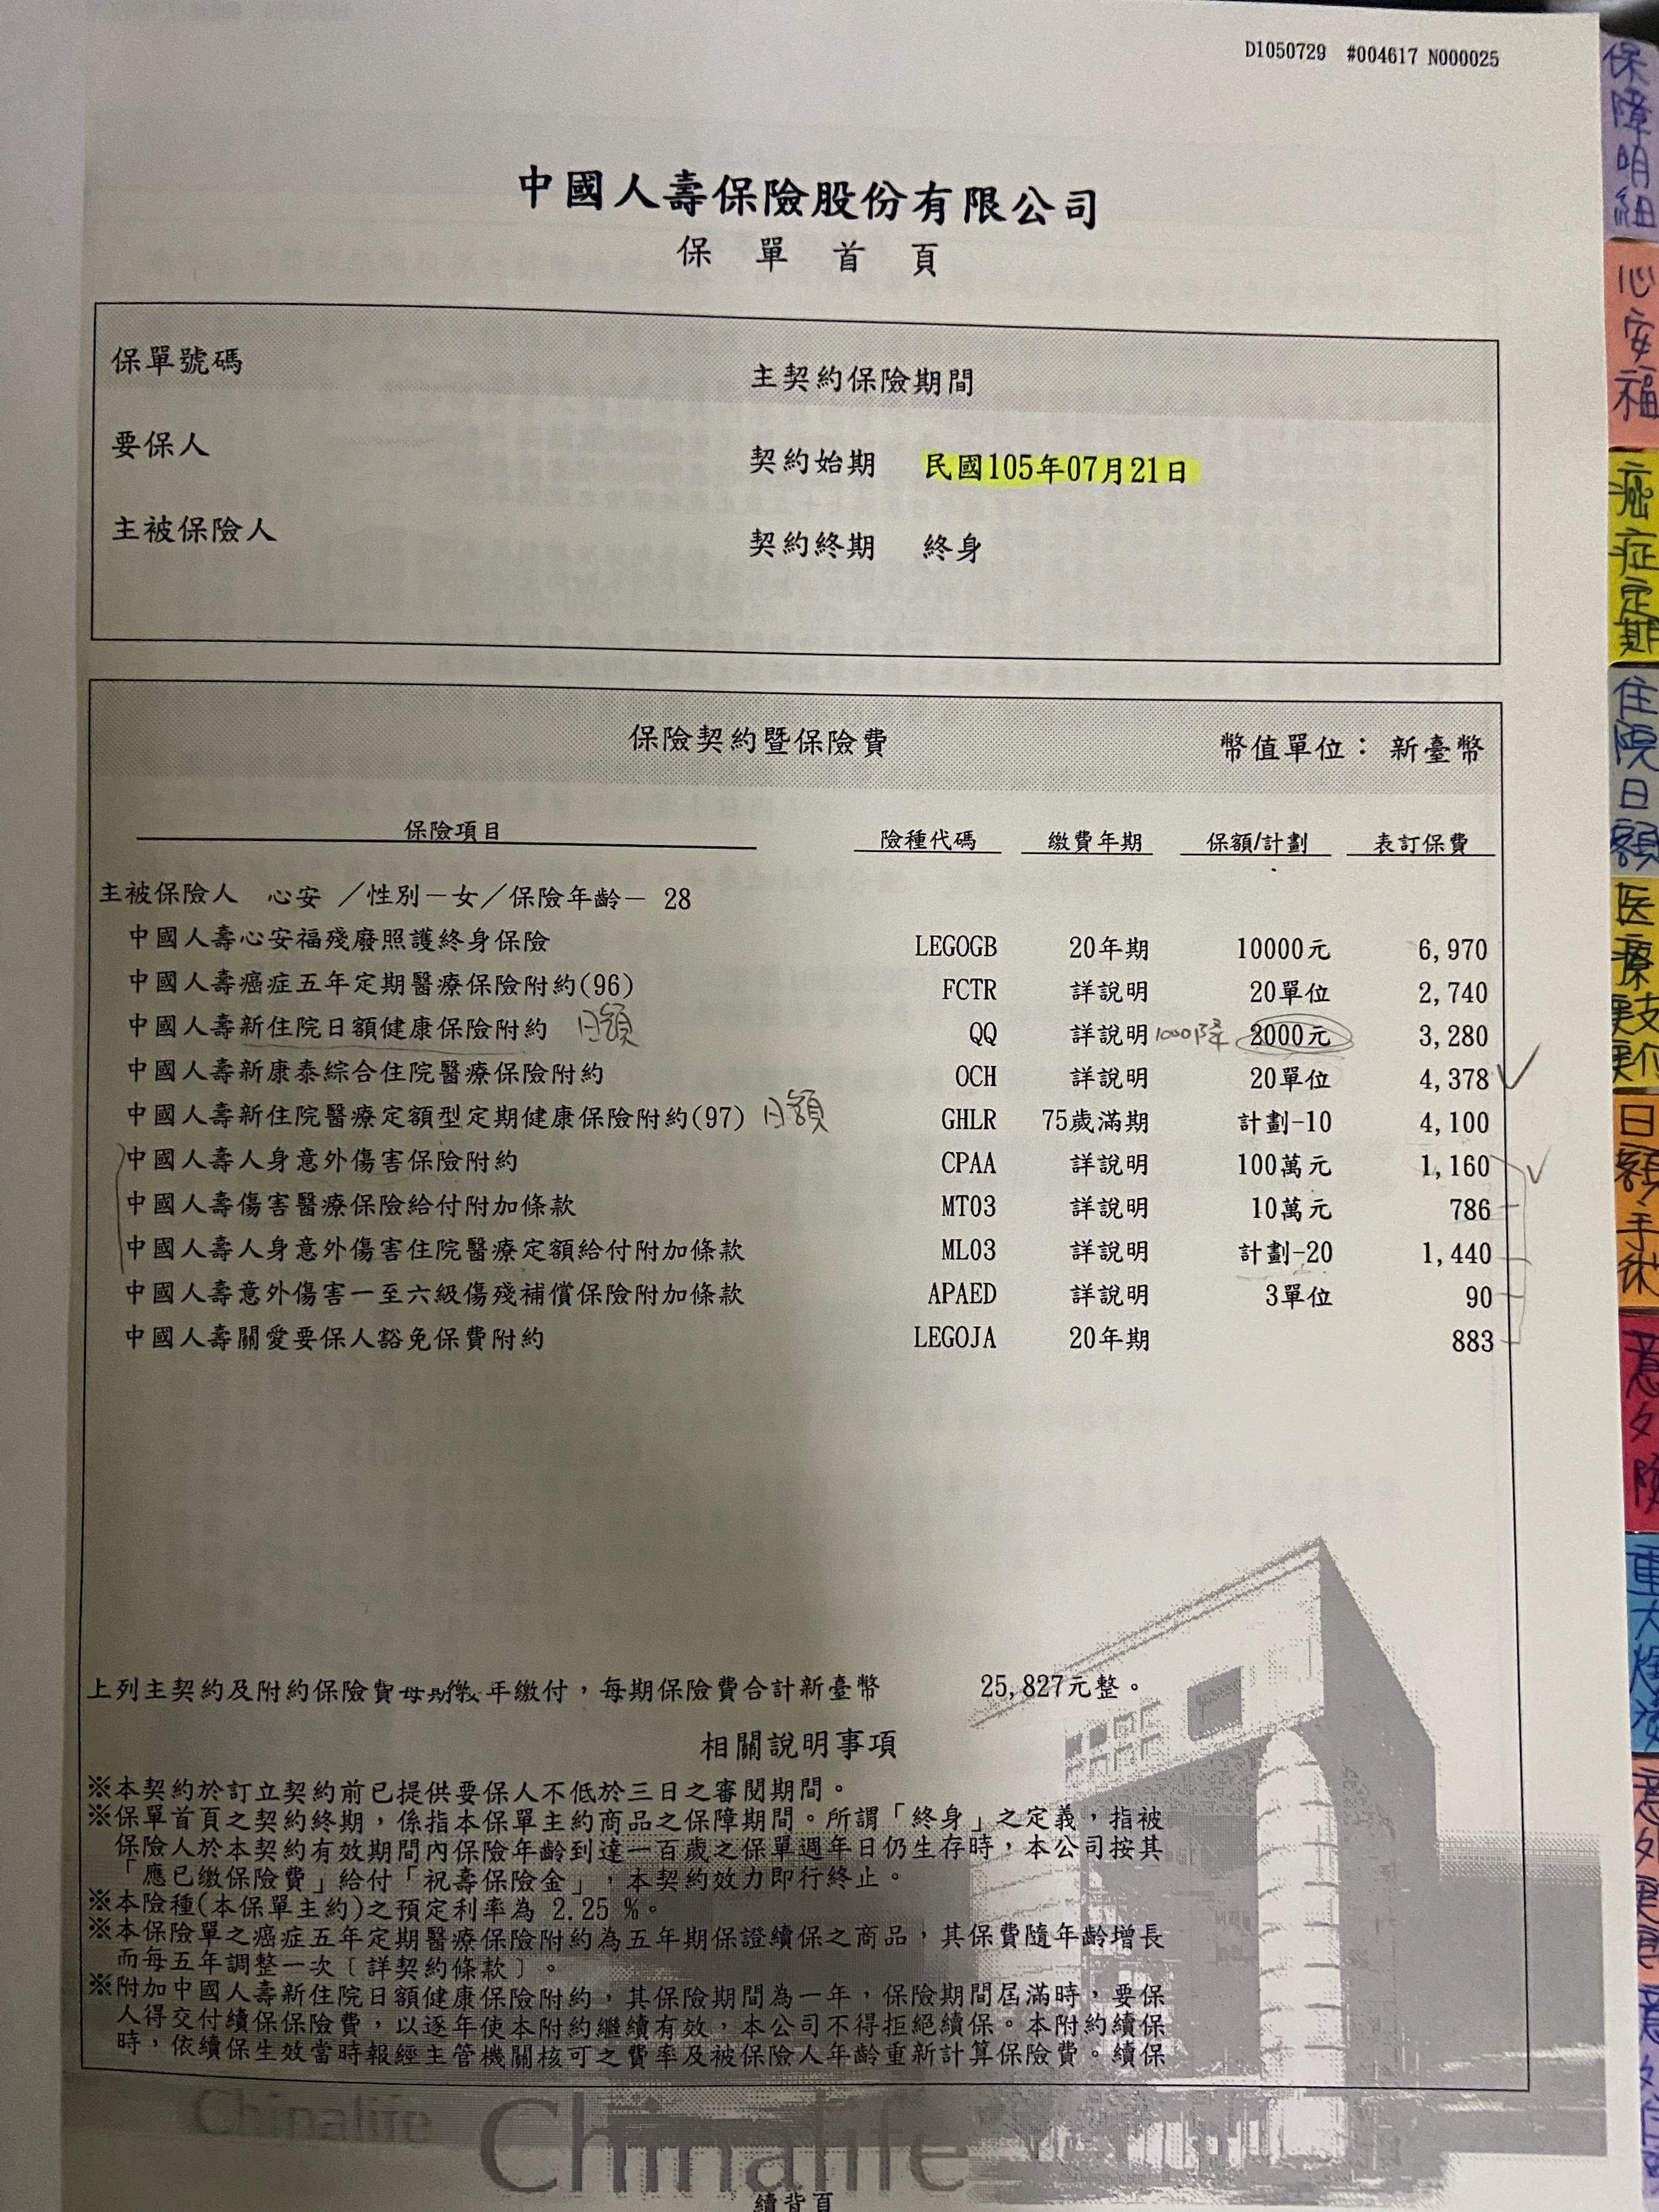 D1050729 #004617 N000025
中國人壽保險股份有限公司
保單首頁
保單號碼
主契約保險期間
要保人
契約始期 民國105年07月21日
主被保險人
契約終期 終身
保險契約暨保險費 幣值單位：新臺幣
保險項目 險種代碼 繳費年期 保額/計劃 表訂保費
主被保險人 心安 ／性別－女／保險年齡－ 28
中國人壽心安福殘廢照護終身保險 LEGOGB 20年期 10000元 6,970
中國人壽癌症五年定期醫療保險附約(96) FCTR 詳說明 20單位 2,740
中國人壽新住院日額健康保險附約 日額 QQ 詳說明 1000降 2000元 3,280
中國人壽新康泰綜合住院醫療保險附約 OCH 詳說明 20單位 4,378
中國人壽新住院醫療定額型定期健康保險附約(97) 日額 GHLR 75歲滿期 計劃-10 4,100
中國人壽人身意外傷害保險附約 CPAA 詳說明 100萬元 1,160
中國人壽傷害醫療保險給付附加條款 MT03 詳說明 10萬元 786
中國人壽人身意外傷害住院醫療定額給付附加條款 ML03 詳說明 計劃-20 1,440
中國人壽意外傷害一至六級傷殘補償保險附加條款 APAED 詳說明 3單位 90
中國人壽關愛要保人豁免保費附約 LEGOJA 20年期 883
上列主契約及附約保險費每期繳 年繳付，每期保險費合計新臺幣 25,827元整。
相關說明事項
※本契約於訂立契約前已提供要保人不低於三日之審閱期間。
※保單首頁之契約終期，係指本保單主約商品之保障期間。所謂「終身」之定義，指被
保險人於本契約有效期間內保險年齡到達一百歲之保單週年日仍生存時，本公司按其
「應已繳保險費」給付「祝壽保險金」，本契約效力即行終止。
※本險種(本保單主約)之預定利率為 2.25 %。
※本保險單之癌症五年定期醫療保險附約為五年期保證續保之商品，其保費隨年齡增長
而每五年調整一次〔詳契約條款〕。
※附加中國人壽新住院日額健康保險附約，其保險期間為一年，保險期間屆滿時，要保
人得交付續保保險費，以逐年使本附約繼續有效，本公司不得拒絕續保。本附約續保
時，依續保生效當時報經主管機關核可之費率及被保險人年齡重新計算保險費。續保
Chinalife
Chinalife
續背頁
保障明細
心安福
癌症定期
住院日額
医療
日額手術
意外險
重大
意外